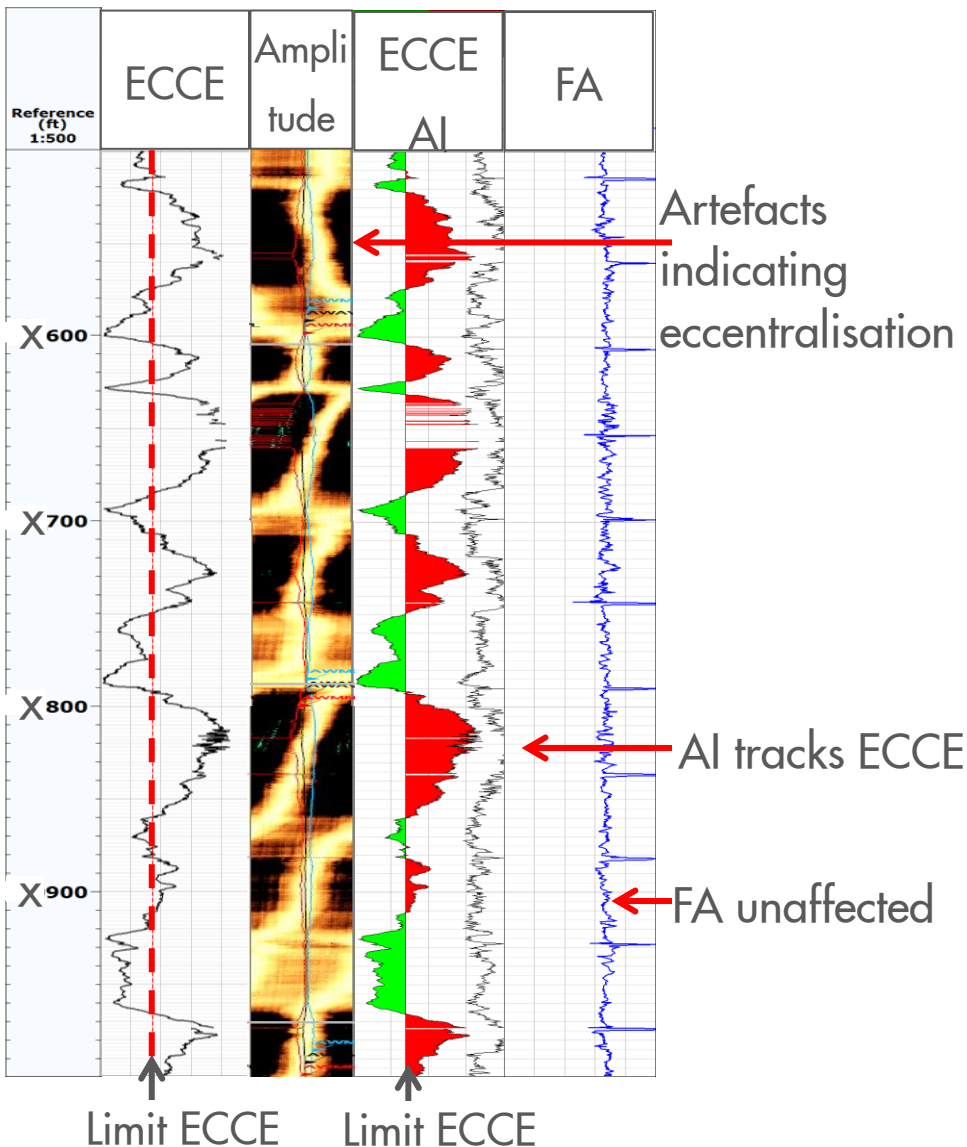 Reference
(ft)
1:500
ECCE
Ampli
tude
ECCE
AI
FA
X600
X700
X800
X900
Artefacts
indicating
eccentralisation
AI tracks ECCE
FA unaffected
Limit ECCE
Limit ECCE